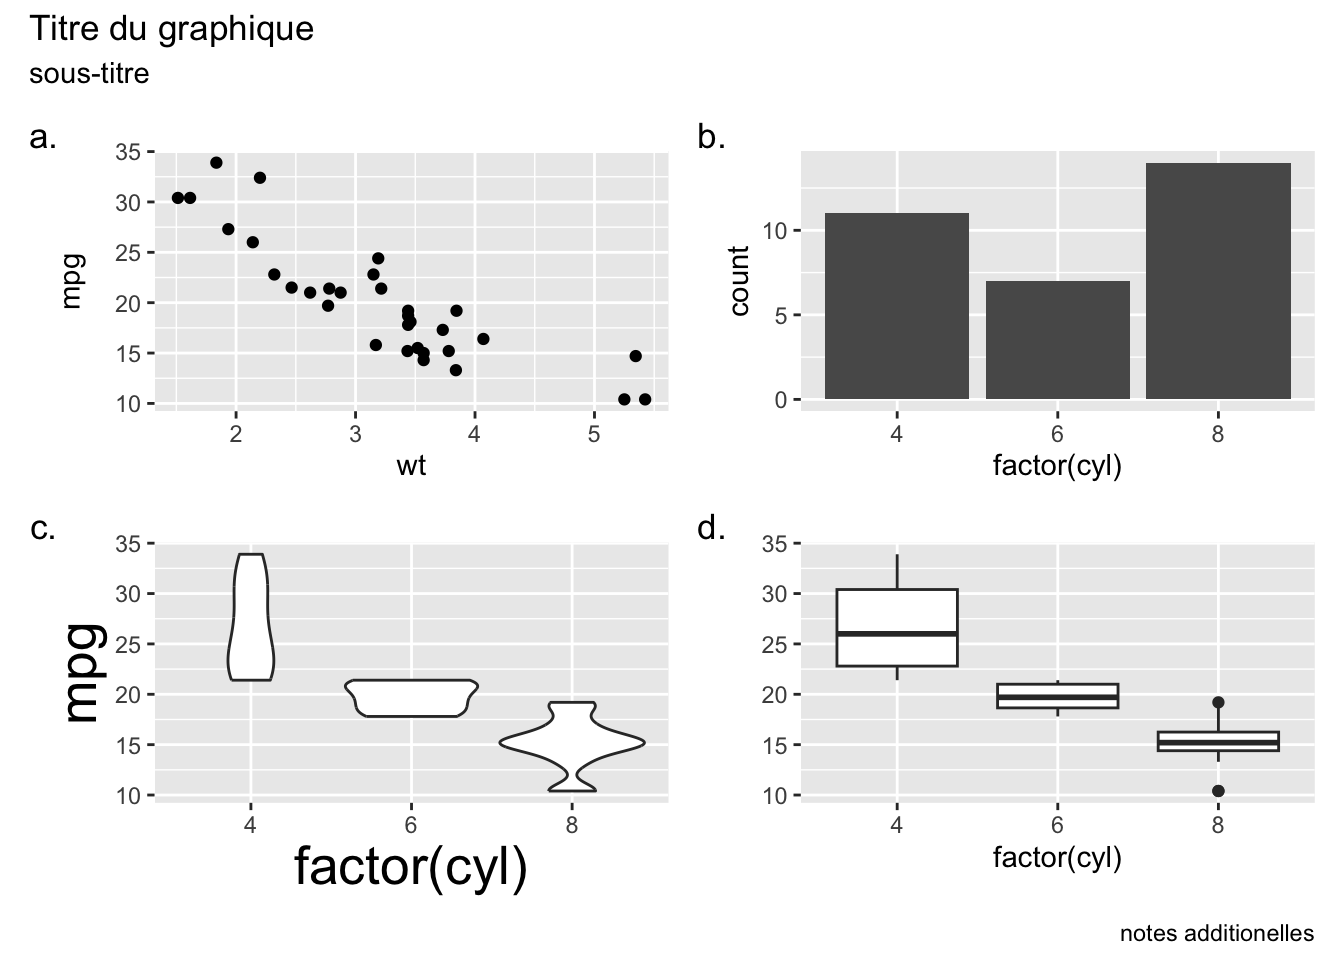 Titre du graphique
sous-titre
a.
35
30
25
20
15
10
mpg
2 3 4 5
wt
b.
10
5
0
count
4 6 8
factor(cyl)
c.
35
30
25
20
15
10
mpg
4 6 8
factor(cyl)
d.
35
30
25
20
15
10
4 6 8
factor(cyl)
notes additionelles